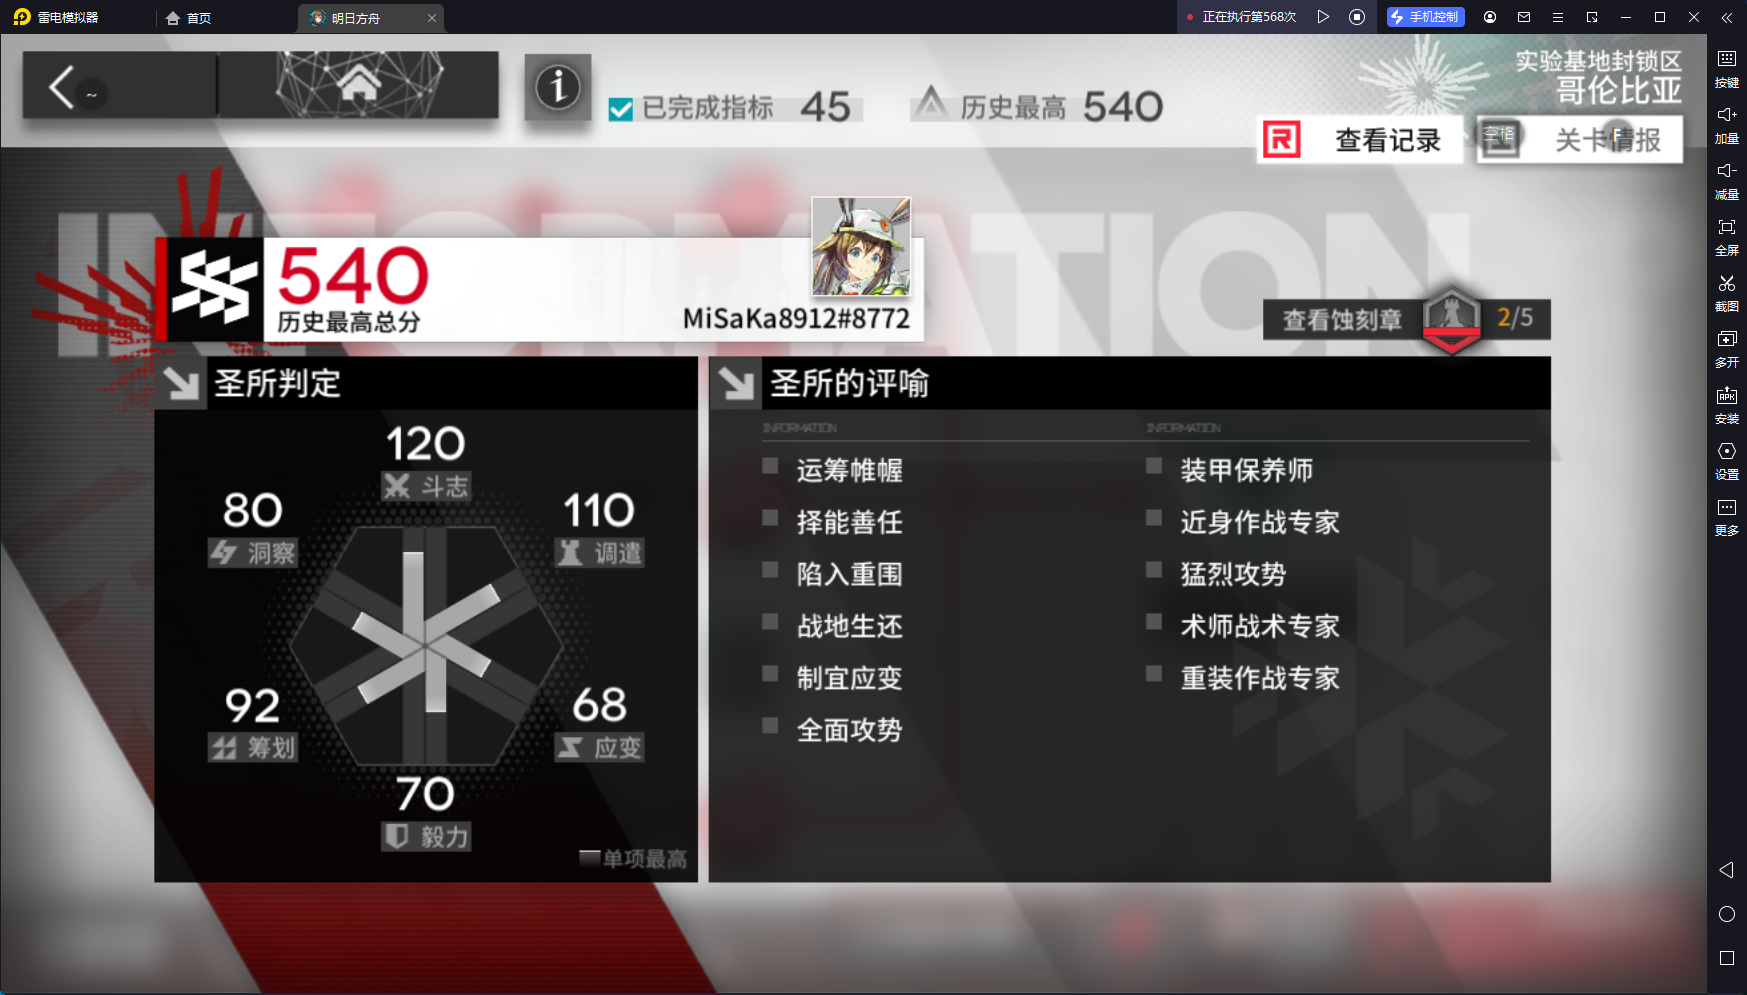 雷电模拟器
首页
明日方舟
正在执行第568次
手机控制
~
i
已完成指标 45
历史最高 540
实验基地封锁区
哥伦比亚
R 查看记录
空格 关卡情报 F
INFORMATION
540
历史最高总分
MiSaKa8912#8772
查看蚀刻章 2/5
圣所判定
120
斗志
80
洞察
110
调遣
92
筹划
68
应变
70
毅力
单项最高
圣所的评喻
INFORMATION
INFORMATION
运筹帷幄
装甲保养师
择能善任
近身作战专家
陷入重围
猛烈攻势
战地生还
术师战术专家
制宜应变
重装作战专家
全面攻势
按键
加量
减量
全屏
截图
多开
APK
安装
设置
更多